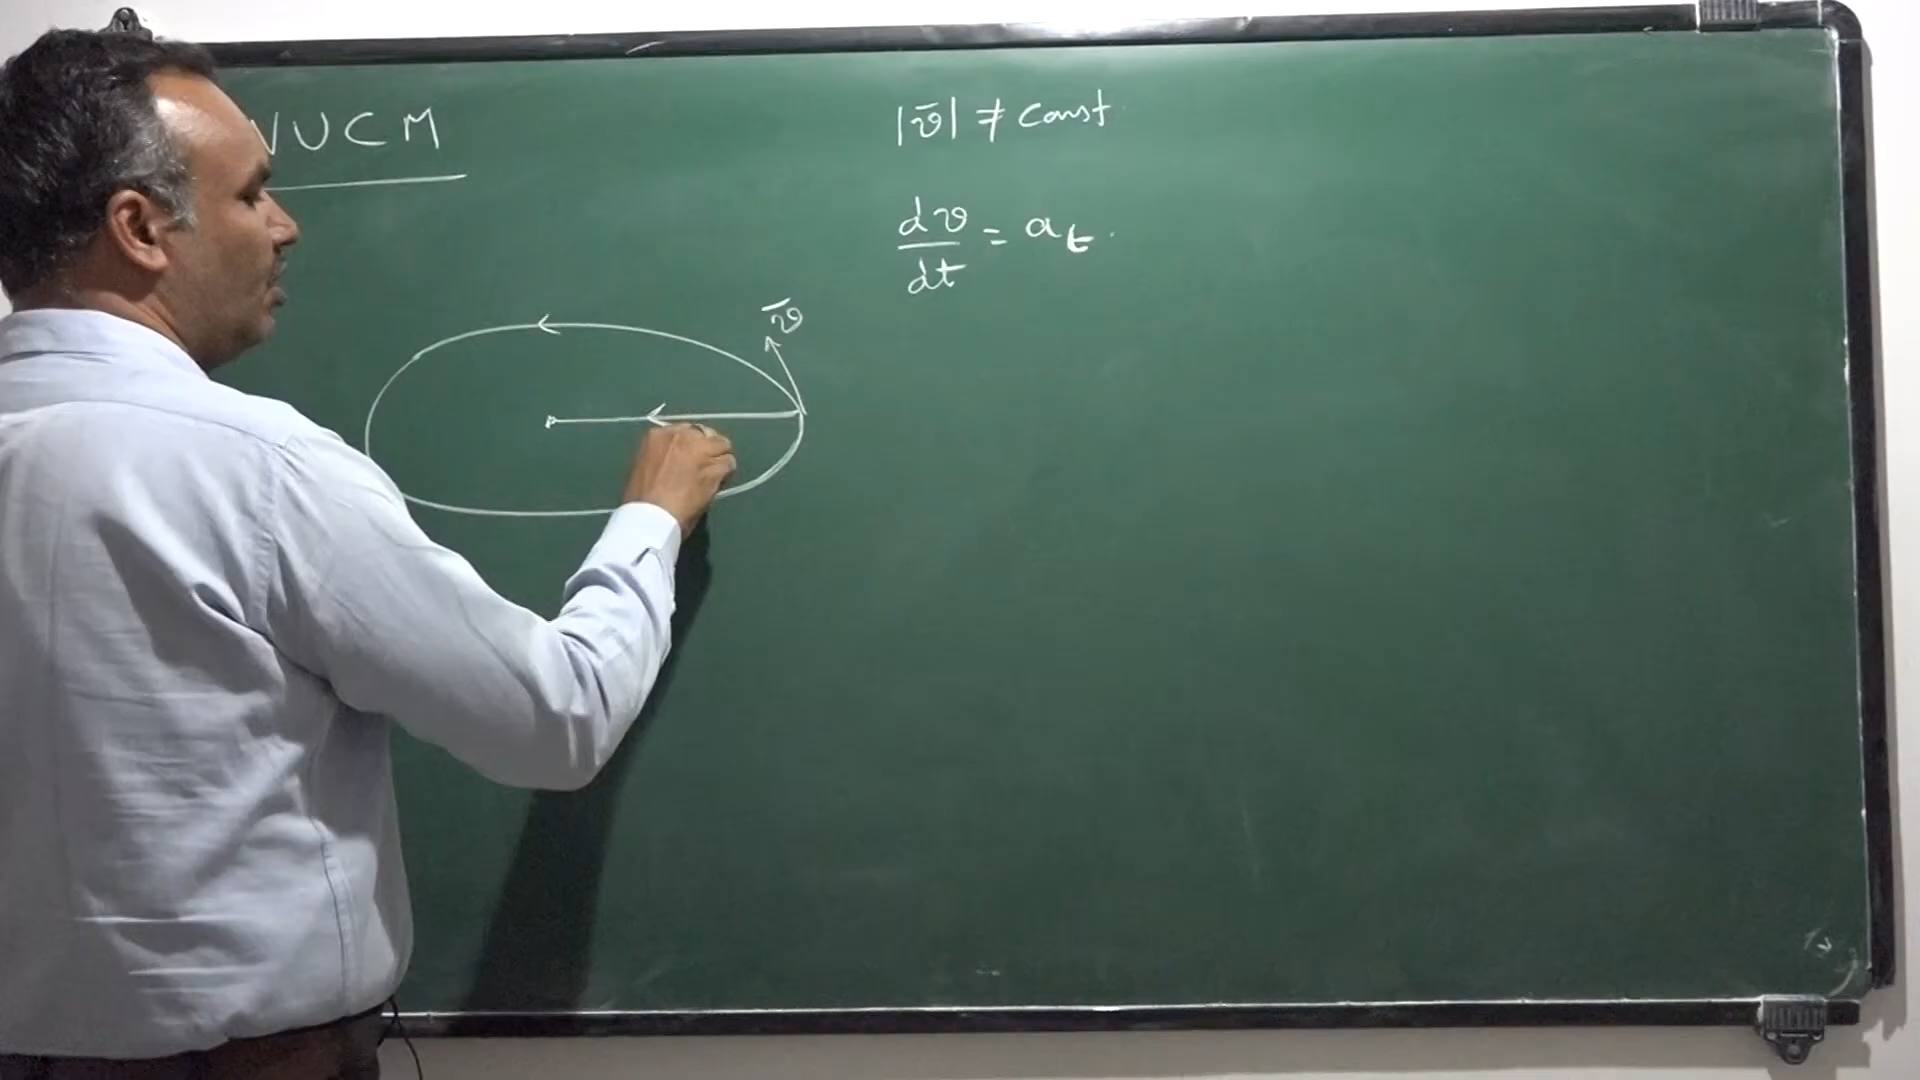 NUCM
|v̄| ≠ Const
dv/dt = a_t.
v̄